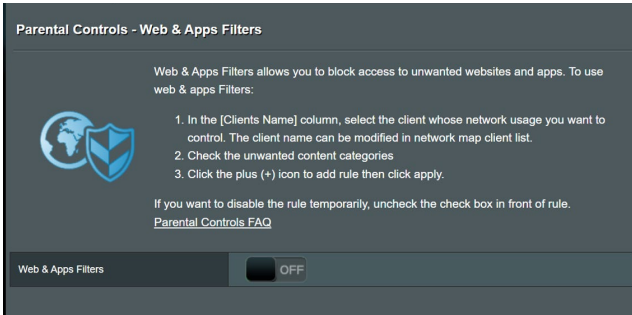 Parental Controls - Web & Apps Filters
Web & Apps Filters allows you to block access to unwanted websites and apps. To use
web & apps Filters:
1. In the [Clients Name] column, select the client whose network usage you want to
control. The client name can be modified in network map client list.
2. Check the unwanted content categories
3. Click the plus (+) icon to add rule then click apply.
If you want to disable the rule temporarily, uncheck the check box in front of rule.
Parental Controls FAQ
Web & Apps Filters
OFF